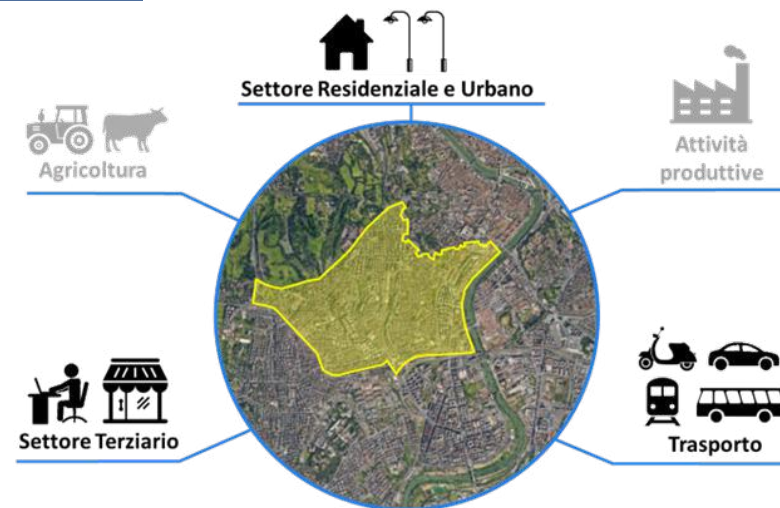 Settore Residenziale e Urbano
Agricoltura
Attività
produttive
Settore Terziario
Trasporto